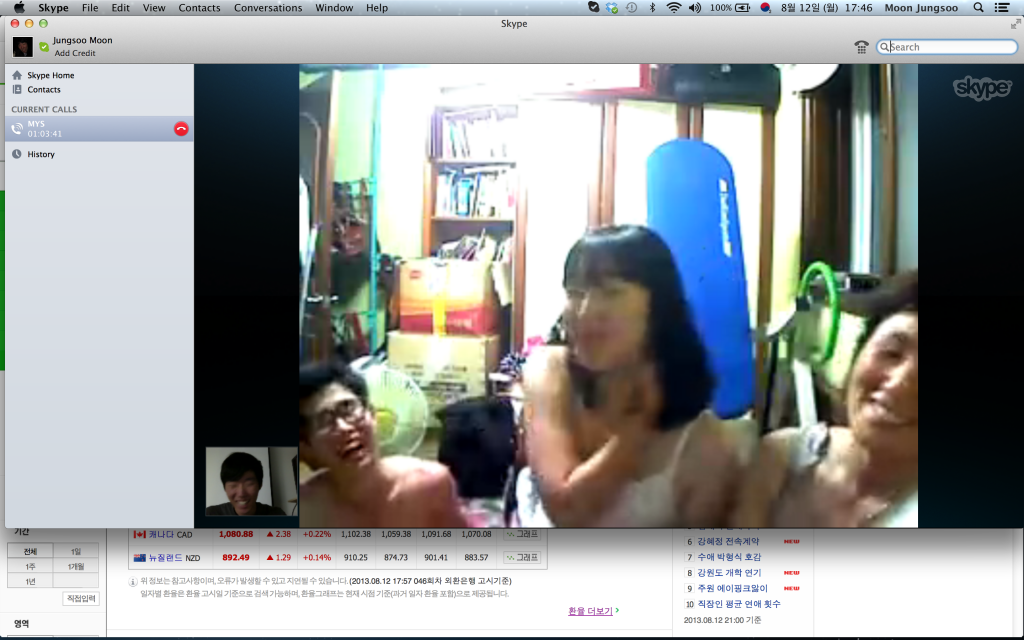 Skype File Edit View Contacts Conversations Window Help 100% 8월 12일 (월) 17:46 Moon Jungsoo
Skype
Jungsoo Moon
Add Credit
Search
Skype Home
Contacts
CURRENT CALLS
MYS
01:03:41
History
skype
기간
전체 1일
1주 1개월
1년
직접입력
영역
캐나다 CAD 1,080.88 ▲ 2.38 +0.22% 1,102.38 1,059.38 1,091.68 1,070.08 그래프
뉴질랜드 NZD 892.49 ▲ 1.29 +0.14% 910.25 874.73 901.41 883.57 그래프
위 정보는 참고사항이며, 오류가 발생할 수 있고 지연될 수 있습니다. (2013.08.12 17:57 046회차 외환은행 고시기준)
일자별 환율은 고시일 기준으로 검색 가능하며, 환율그래프는 현재 시점 기준(과거 일자 환율 포함)으로 제공됩니다.
환율 더보기 >
6 강혜정 전속계약 NEW
7 수애 박형식 호감
8 강원도 개학 연기 NEW
9 주원 에이핑크말이 NEW
10 직장인 평균 연애 횟수
2013.08.12 21:00 기준